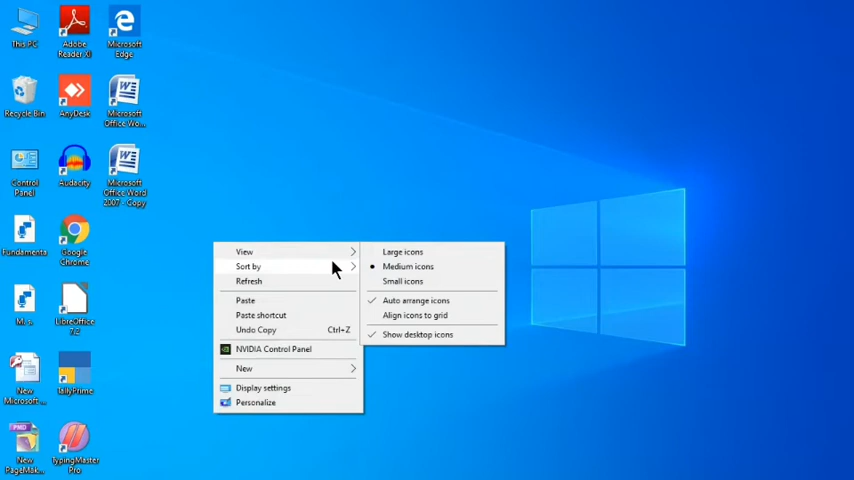 This PC
Adobe
Reader XI
Microsoft
Edge
Recycle Bin
AnyDesk
Microsoft
Office Wo...
Control
Panel
Audacity
Microsoft
Office Word
2007 - Copy
Fundamenta
Google
Chrome
M. s.
LibreOffice
7.2
New
Microsoft ...
TallyPrime
PMD
New
PageMak...
TypingMaster
Pro
View
Sort by
Refresh
Paste
Paste shortcut
Undo Copy Ctrl+Z
NVIDIA Control Panel
New
Display settings
Personalize
Large icons
Medium icons
Small icons
Auto arrange icons
Align icons to grid
Show desktop icons